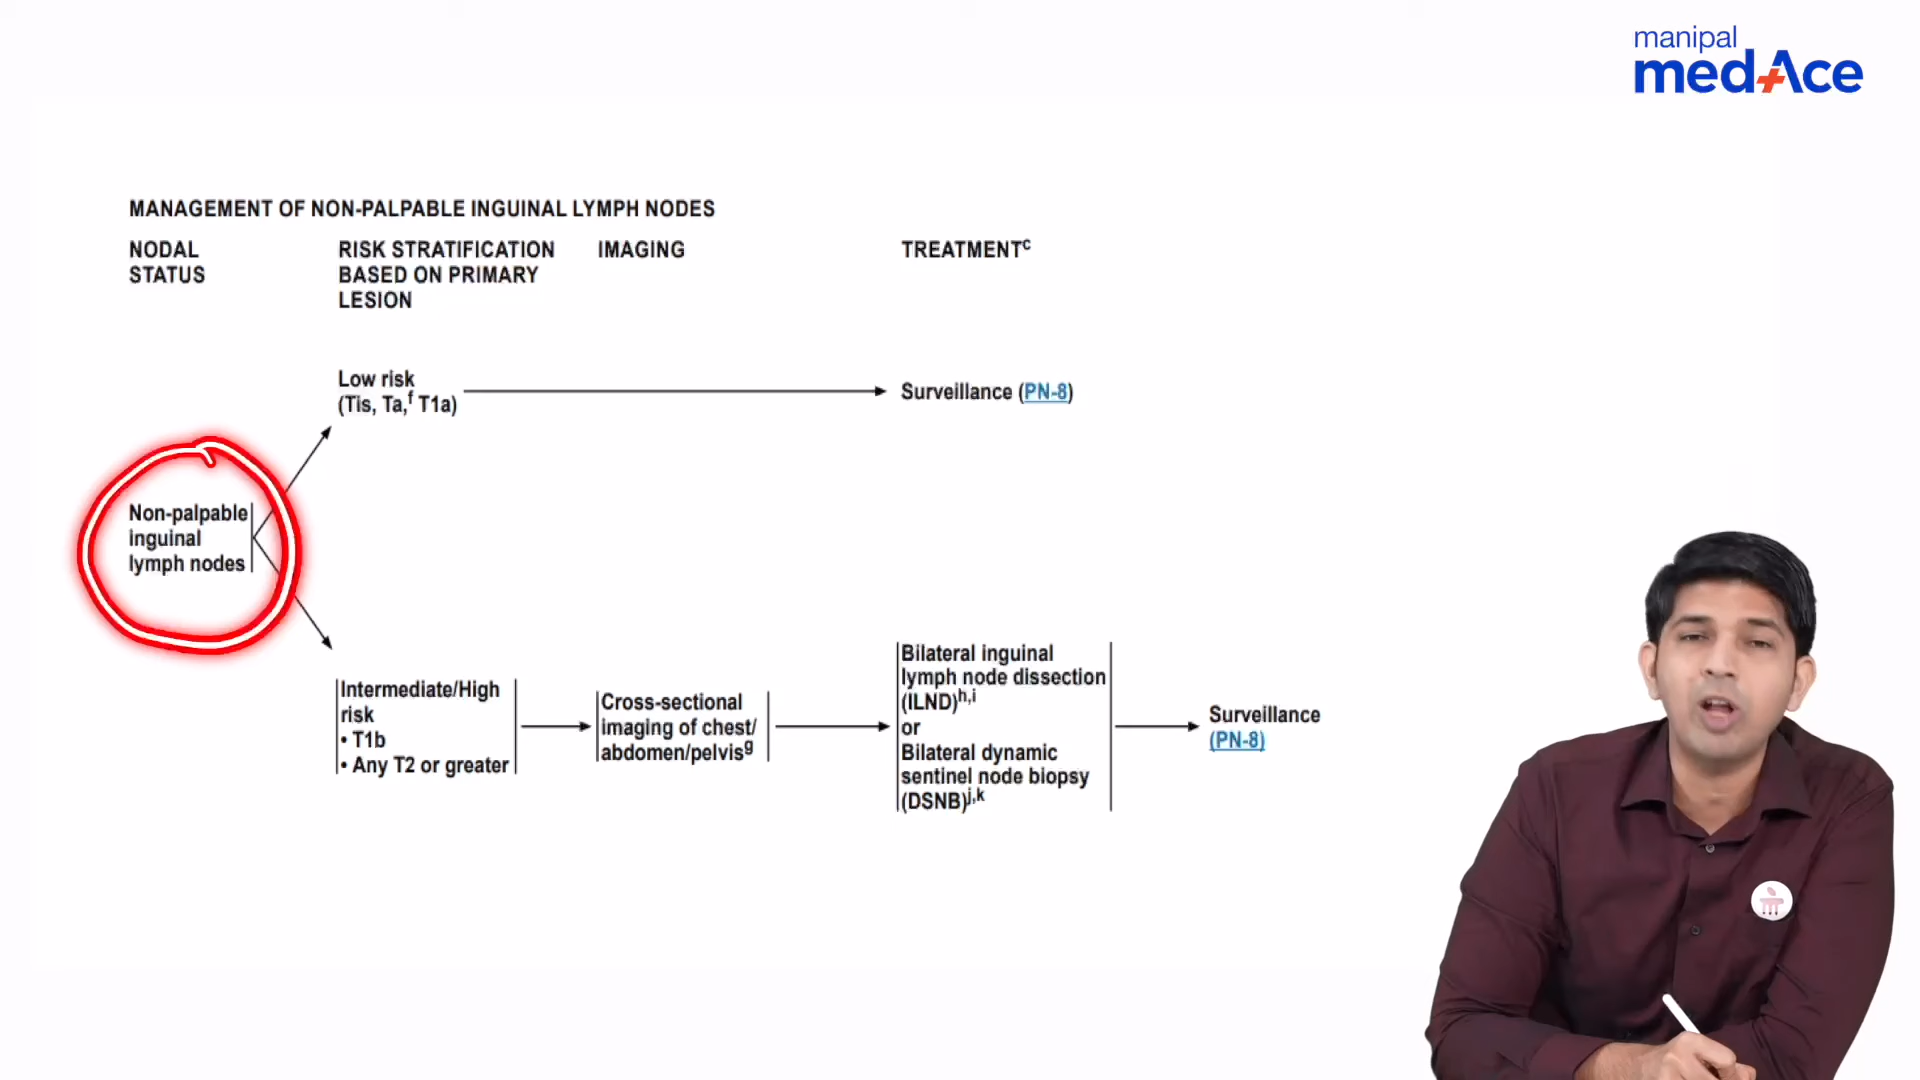 manipal
medAce
MANAGEMENT OF NON-PALPABLE INGUINAL LYMPH NODES
NODAL
STATUS
RISK STRATIFICATION
BASED ON PRIMARY
LESION
IMAGING
TREATMENTc
Low risk
(Tis, Ta,f T1a)
Surveillance (PN-8)
Non-palpable
inguinal
lymph nodes
Intermediate/High
risk
• T1b
• Any T2 or greater
Cross-sectional
imaging of chest/
abdomen/pelvisg
Bilateral inguinal
lymph node dissection
(ILND)h,i
or
Bilateral dynamic
sentinel node biopsy
(DSNB)j,k
Surveillance
(PN-8)